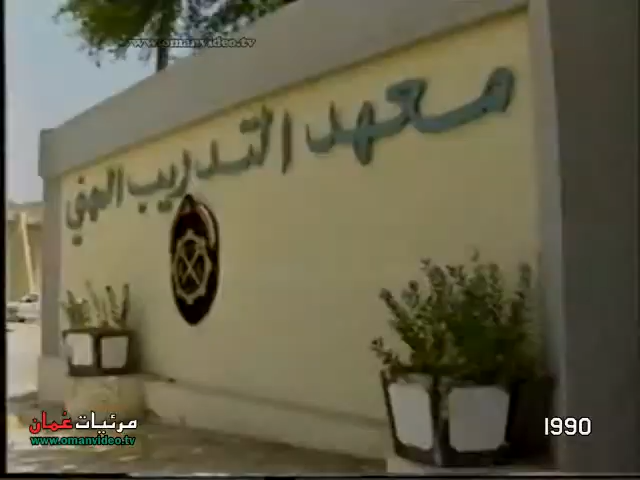 www.omanvideo.tv
معهد التدريب المهني
مرئيات عُمان
www.omanvideo.tv
1990